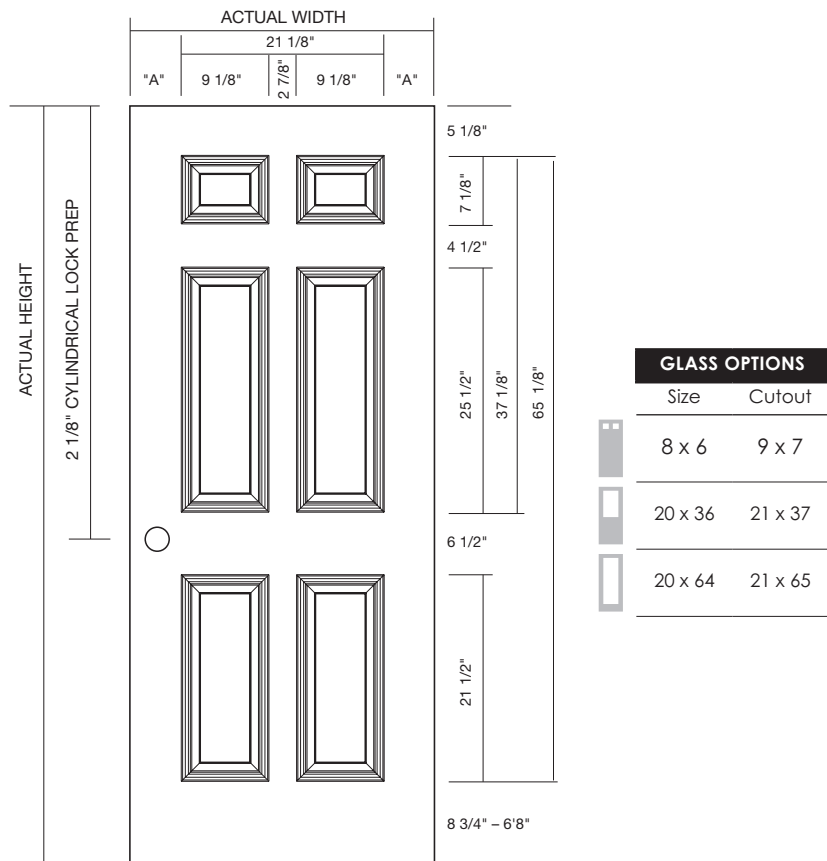 ACTUAL WIDTH
21 1/8"
"A"
9 1/8"
2 7/8"
9 1/8"
"A"
5 1/8"
7 1/8"
4 1/2"
ACTUAL HEIGHT
2 1/8" CYLINDRICAL LOCK PREP
25 1/2"
37 1/8"
65 1/8"
6 1/2"
21 1/2"
8 3/4" – 6'8"
GLASS OPTIONS
Size Cutout
8 x 6 9 x 7
20 x 36 21 x 37
20 x 64 21 x 65